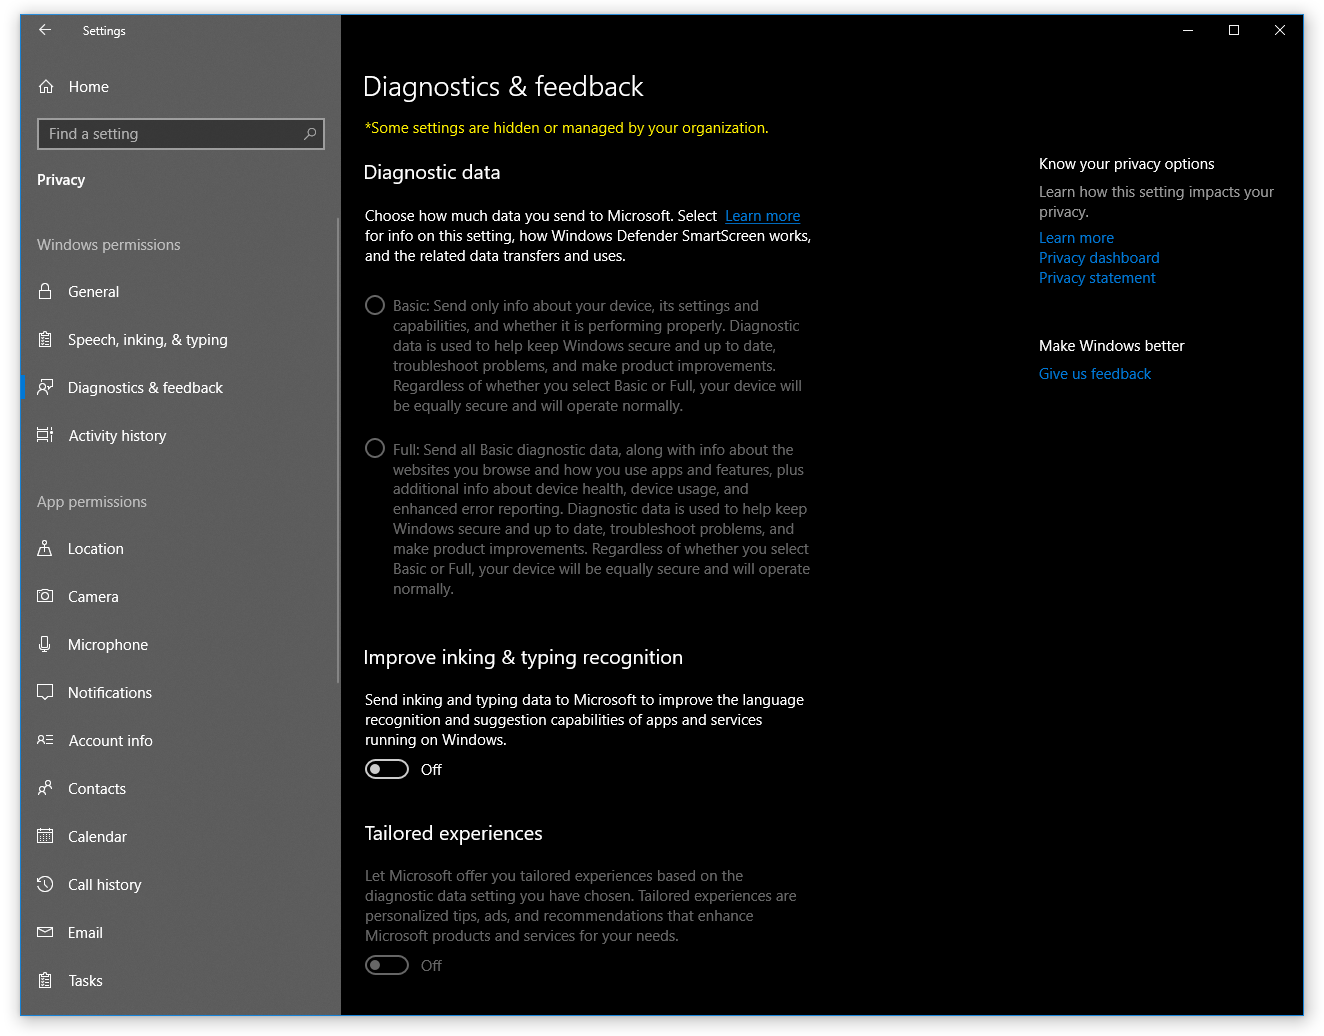 Settings
Home
Find a setting
Privacy
Windows permissions
General
Speech, inking, & typing
Diagnostics & feedback
Activity history
App permissions
Location
Camera
Microphone
Notifications
Account info
Contacts
Calendar
Call history
Email
Tasks
Diagnostics & feedback
*Some settings are hidden or managed by your organization.
Diagnostic data
Choose how much data you send to Microsoft. Select Learn more
for info on this setting, how Windows Defender SmartScreen works,
and the related data transfers and uses.
Basic: Send only info about your device, its settings and
capabilities, and whether it is performing properly. Diagnostic
data is used to help keep Windows secure and up to date,
troubleshoot problems, and make product improvements.
Regardless of whether you select Basic or Full, your device will
be equally secure and will operate normally.
Full: Send all Basic diagnostic data, along with info about the
websites you browse and how you use apps and features, plus
additional info about device health, device usage, and
enhanced error reporting. Diagnostic data is used to help keep
Windows secure and up to date, troubleshoot problems, and
make product improvements. Regardless of whether you select
Basic or Full, your device will be equally secure and will operate
normally.
Improve inking & typing recognition
Send inking and typing data to Microsoft to improve the language
recognition and suggestion capabilities of apps and services
running on Windows.
Off
Tailored experiences
Let Microsoft offer you tailored experiences based on the
diagnostic data setting you have chosen. Tailored experiences are
personalized tips, ads, and recommendations that enhance
Microsoft products and services for your needs.
Off
Know your privacy options
Learn how this setting impacts your
privacy.
Learn more
Privacy dashboard
Privacy statement
Make Windows better
Give us feedback